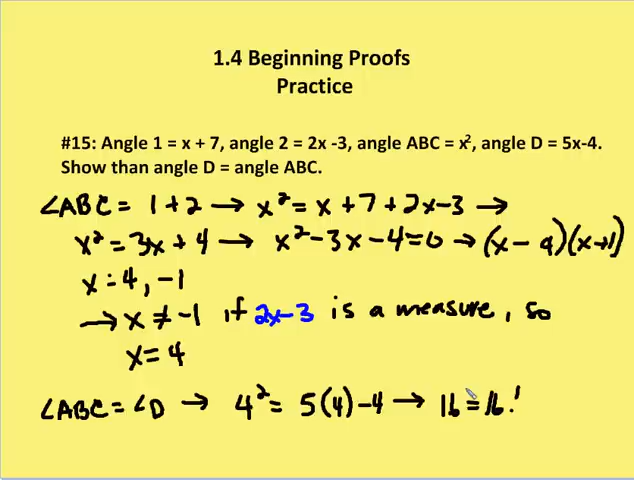 1.4 Beginning Proofs
Practice
#15: Angle 1 = x + 7, angle 2 = 2x -3, angle ABC = x², angle D = 5x-4.
Show than angle D = angle ABC.
∠ABC = 1 + 2 → x² = x + 7 + 2x - 3 →
x² = 3x + 4 → x² - 3x - 4 = 0 → (x - 4)(x+1)
x = 4, -1
→ x ≠ -1 if 2x-3 is a measure, so
x = 4
∠ABC = ∠D → 4² = 5(4) - 4 → 16 = 16!